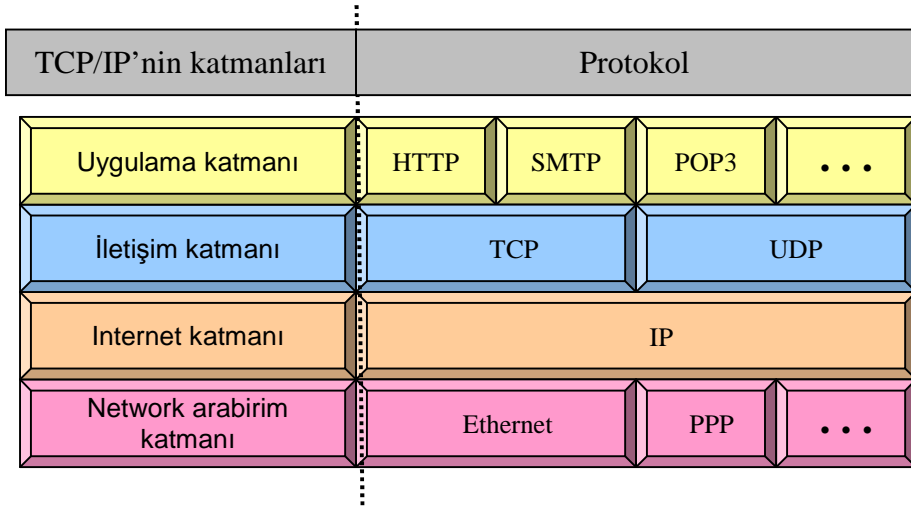 TCP/IP’nin katmanları Protokol
Uygulama katmanı HTTP SMTP POP3 ...
İletişim katmanı TCP UDP
Internet katmanı IP
Network arabirim
katmanı Ethernet PPP ...